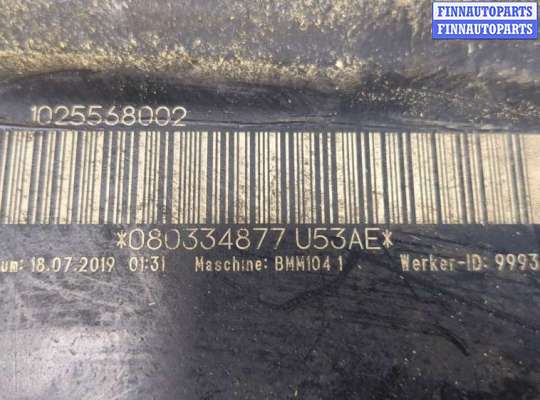 FINNAUTOPARTS
FINNAUTOPARTS
1025568002
*080334877 U53AE*
um: 18.07.2019 01:31 Maschine: BMM104 1 Werker-ID: 9993